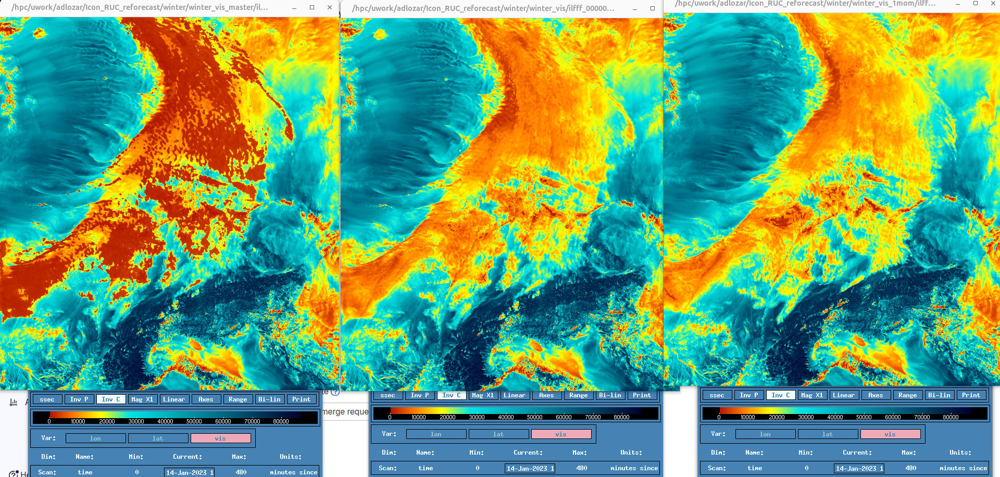 /hpc/uwork/adlozar/Icon_RUC_reforecast/winter/winter_vis_master/il...
/hpc/uwork/adlozar/Icon_RUC_reforecast/winter/winter_vis/ilfff_00000...
/hpc/uwork/adlozar/Icon_RUC_reforecast/winter/winter_vis_1mom/ilff...
te
ssec Inv P Inv C Mag X1 Linear Axes Range Bi-lin Print
0 10000 20000 30000 40000 50000 60000 70000 80000
Var: lon lat vis
Dim: Name: Min: Current: Max: Units:
Scan: time 0 14-Jan-2023 1 480 minutes since
merge reque
ssec Inv P Inv C Mag X1 Linear Axes Range Bi-lin Print
0 10000 20000 30000 40000 50000 60000 70000 80000
Var: lon lat vis
Dim: Name: Min: Current: Max: Units:
Scan: time 0 14-Jan-2023 1 480 minutes since
ssec Inv P Inv C Mag X1 Linear Axes Range Bi-lin Print
0 10000 20000 30000 40000 50000 60000 70000 80000
Var: lon lat vis
Dim: Name: Min: Current: Max: Units:
Scan: time 0 14-Jan-2023 1 480 minutes since
A
He